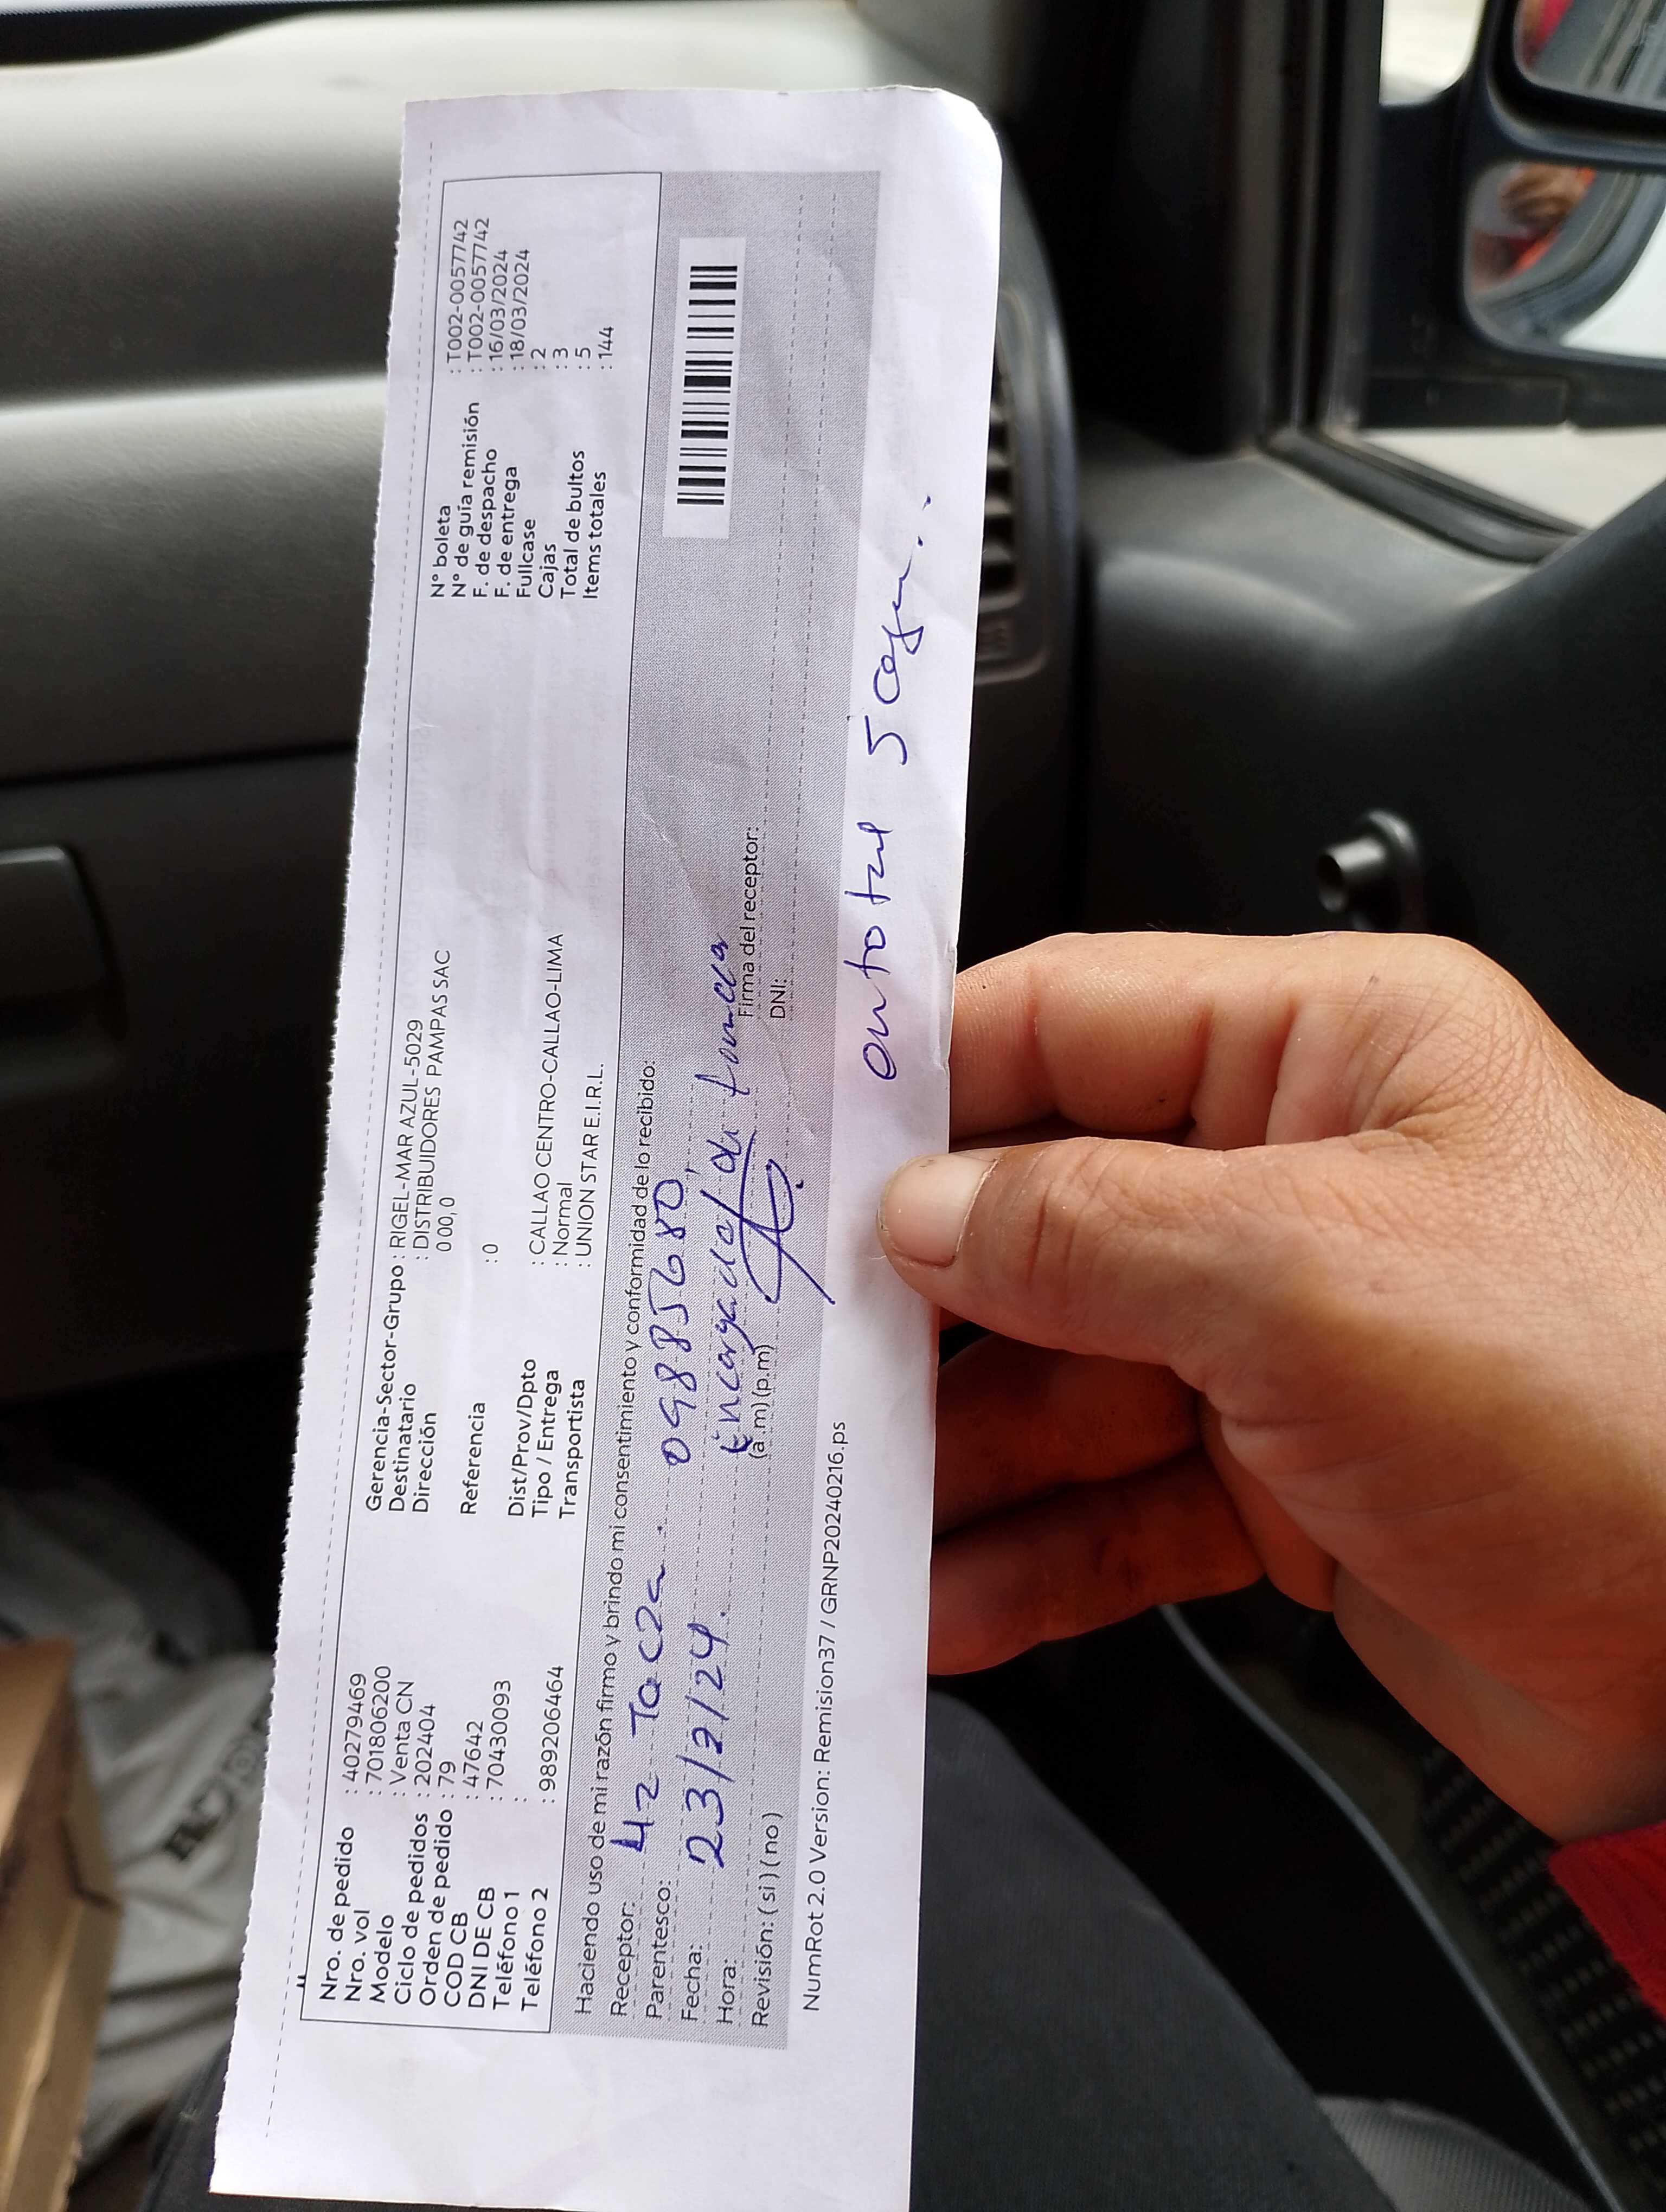 Nro. de pedido : 40279469
Nro. vol : 701806200
Modelo : Venta CN
Ciclo de pedidos : 202404
Orden de pedido : 79
COD CB : 47642
DNI DE CB : 70430093
Teléfono 1 :
Teléfono 2 : 989206464
Gerencia-Sector-Grupo : RIGEL-MAR AZUL-5029
Destinatario : DISTRIBUIDORES PAMPAS SAC
Dirección 0 00,0
Referencia : 0
Dist/Prov/Dpto : CALLAO CENTRO-CALLAO-LIMA
Tipo / Entrega : Normal
Transportista : UNION STAR E.I.R.L.
N° boleta : T002-0057742
N° de guía remisión : T002-0057742
F. de despacho : 16/03/2024
F. de entrega : 18/03/2024
Fullcase : 2
Cajas : 3
Total de bultos : 5
Items totales : 144
Haciendo uso de mi razón firmo y brindo mi consentimiento y conformidad de lo recibido:
Receptor:
Parentesco: 09885680
Fecha: 23/3/24.
Hora: (a.m) (p.m)
Revisión: ( si ) ( no )
Firma del receptor:
DNI:
5
NumRot 2.0 Version: Remision37 / GRNP20240216.ps